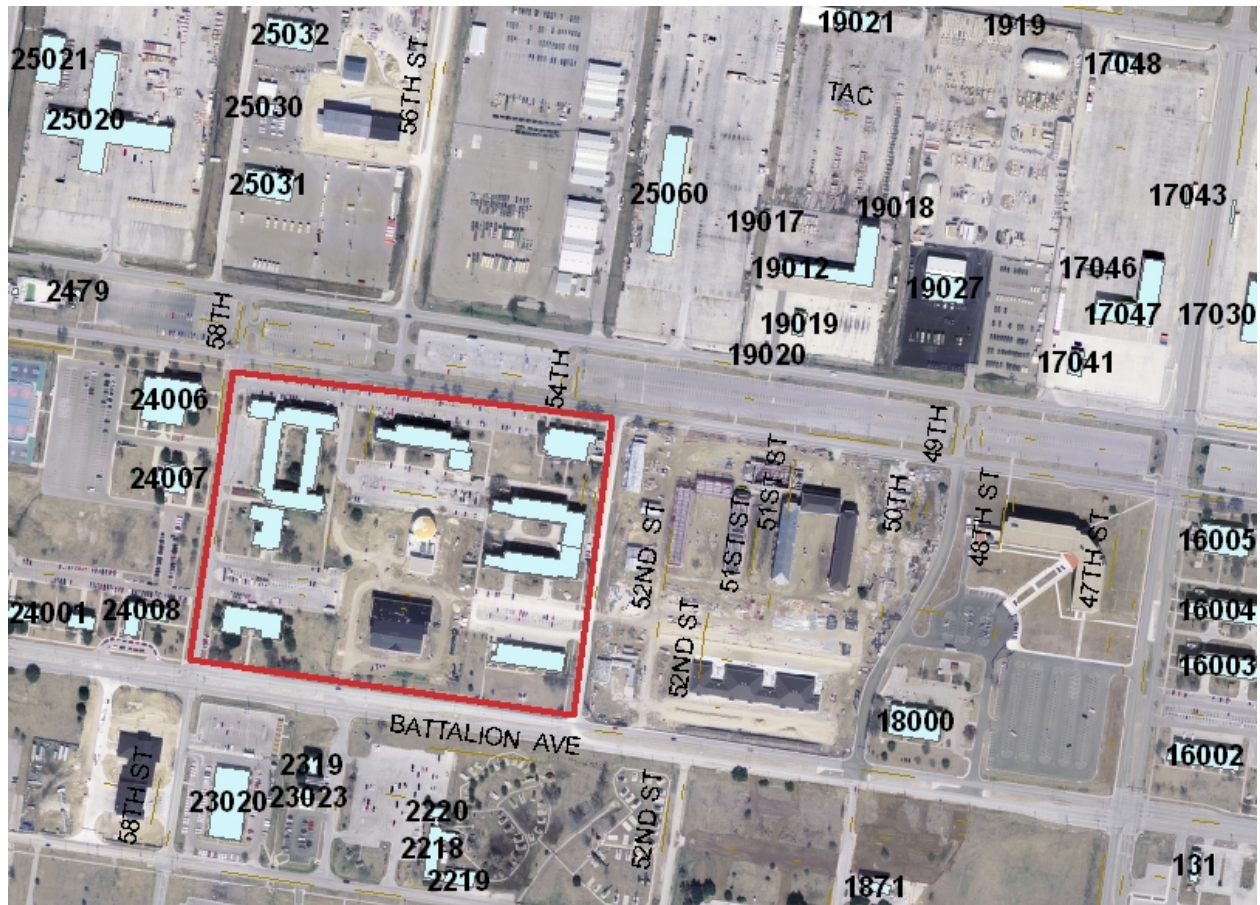 19021
1919
25032
25021
17048
56TH ST
TAC
25030
25020
25031
25060
17043
19018
19017
19012
17046
2479
19027
58TH
17047
17030
19019
19020
54TH
17041
24006
49TH
51ST ST
24007
50TH
48TH ST
52ND ST
51ST ST
47TH ST
16005
24001
24008
16004
52ND ST
16003
18000
BATTALION AVE
16002
2319
58TH ST
23020
23023
52ND ST
2220
2218
2219
1871
131